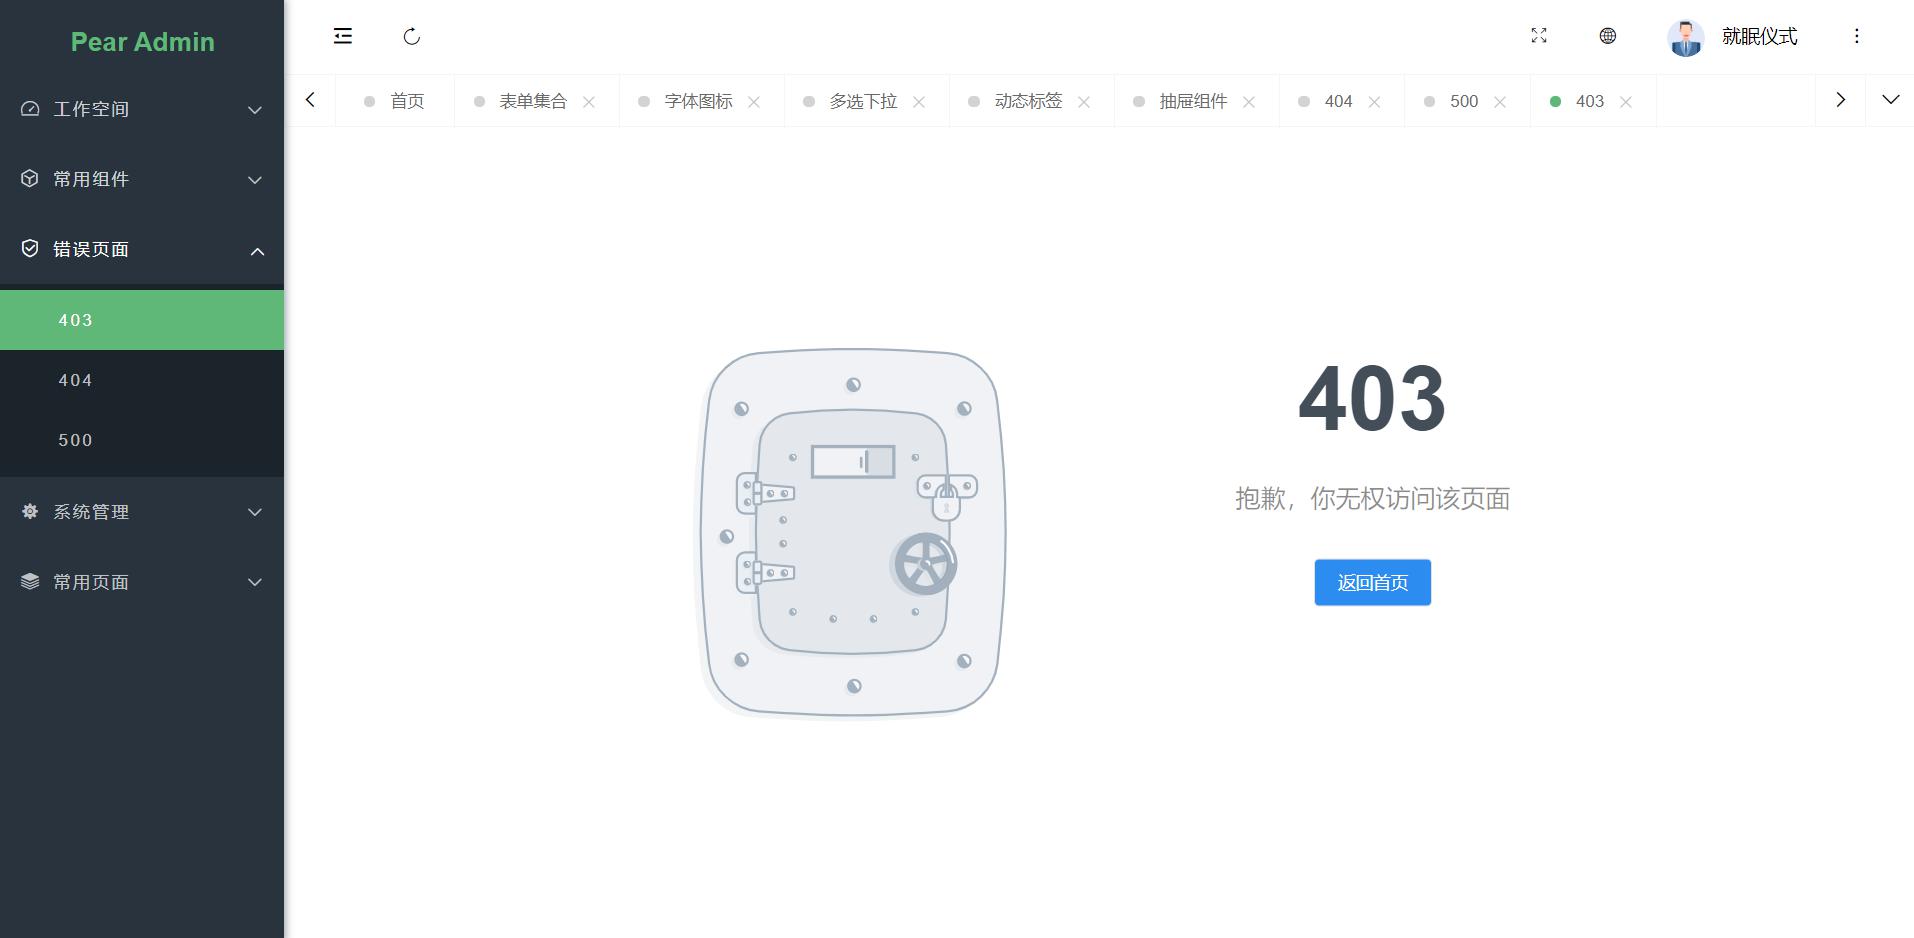 Pear Admin
工作空间
常用组件
错误页面
403
404
500
系统管理
常用页面
就眠仪式
首页
表单集合
字体图标
多选下拉
动态标签
抽屉组件
404
500
403
403
抱歉，你无权访问该页面
返回首页